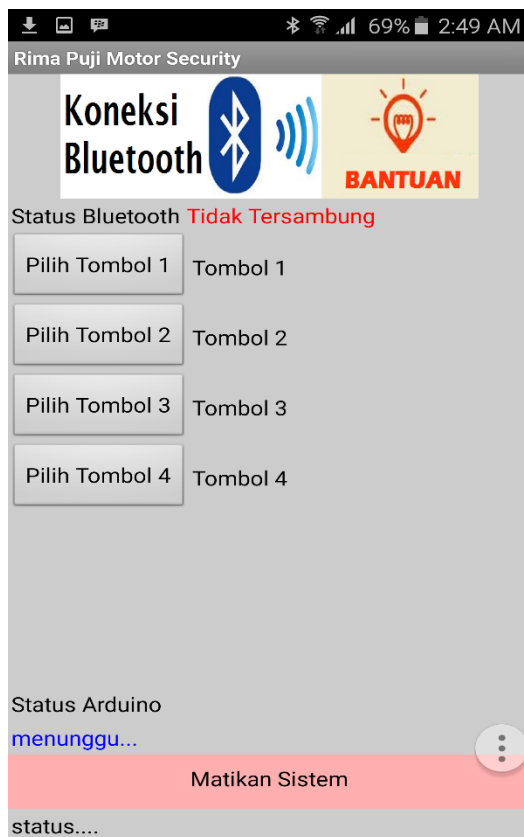 69% 2:49 AM
Rima Puji Motor Security
Koneksi
Bluetooth
BANTUAN
Status Bluetooth Tidak Tersambung
Pilih Tombol 1 Tombol 1
Pilih Tombol 2 Tombol 2
Pilih Tombol 3 Tombol 3
Pilih Tombol 4 Tombol 4
Status Arduino
menunggu...
Matikan Sistem
status....